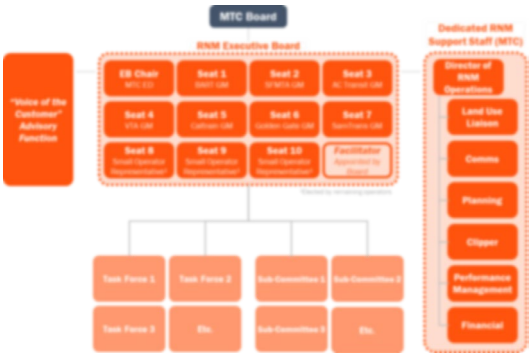 MTC Board
RNM Executive Board
Dedicated RNM
Support Staff (MTC)
"Voice of the
Customer"
Advisory
Function
EB Chair
MTC ED
Seat 1
BART GM
Seat 2
SFMTA GM
Seat 3
AC Transit GM
Seat 4
VTA GM
Seat 5
Caltrain GM
Seat 6
Golden Gate GM
Seat 7
SamTrans GM
Seat 8
Small Operator
Representative*
Seat 9
Small Operator
Representative*
Seat 10
Small Operator
Representative*
Facilitator
Appointed by
Board
*Elected by remaining operators
Director of
RNM
Operations
Land Use
Liaison
Comms
Planning
Clipper
Performance
Management
Financial
Task Force 1
Task Force 2
Sub-Committee 1
Sub-Committee 2
Task Force 3
Etc.
Sub-Committee 3
Etc.